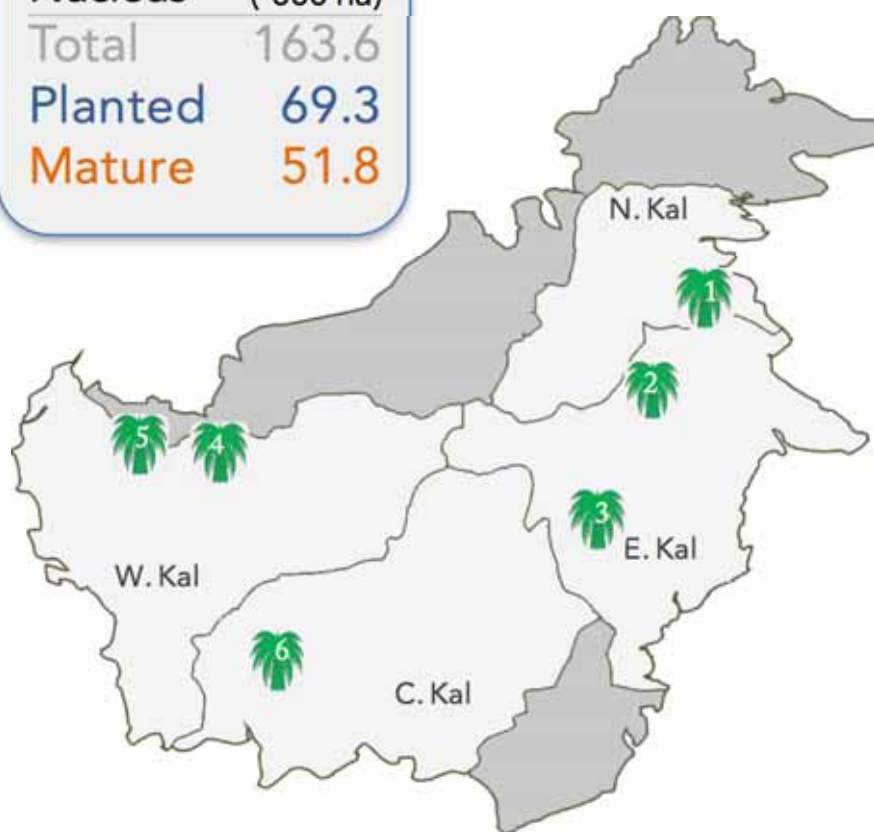 Total 163.6
Planted 69.3
Mature 51.8
N. Kal
1
2
5
4
3
E. Kal
W. Kal
6
C. Kal